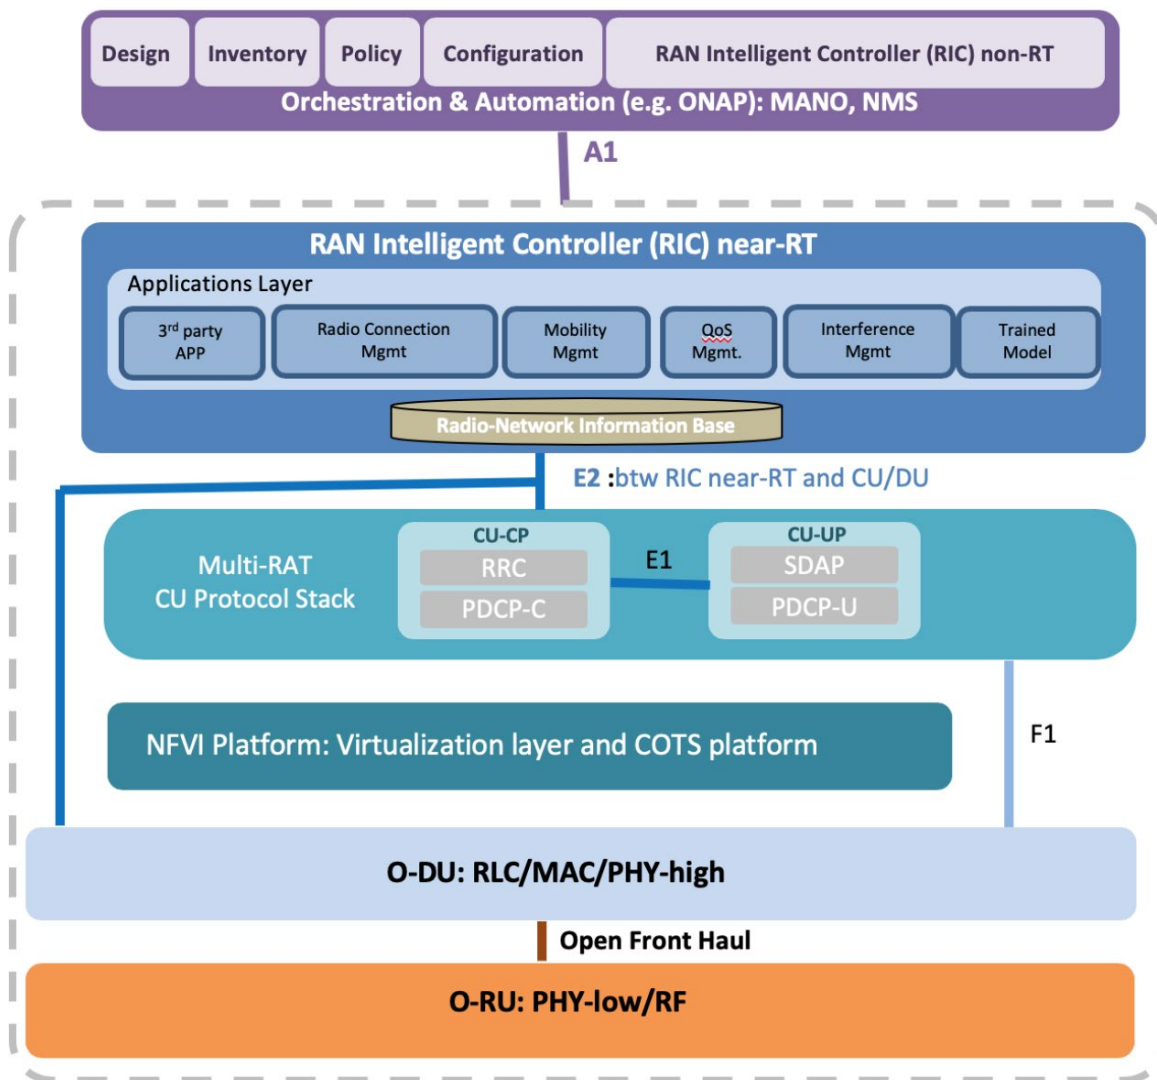 Design
Inventory
Policy
Configuration
RAN Intelligent Controller (RIC) non-RT
Orchestration & Automation (e.g. ONAP): MANO, NMS
A1
RAN Intelligent Controller (RIC) near-RT
Applications Layer
3rd party
APP
Radio Connection
Mgmt
Mobility
Mgmt
QoS
Mgmt.
Interference
Mgmt
Trained
Model
Radio-Network Information Base
E2 :btw RIC near-RT and CU/DU
Multi-RAT
CU Protocol Stack
CU-CP
RRC
PDCP-C
E1
CU-UP
SDAP
PDCP-U
NFVI Platform: Virtualization layer and COTS platform
F1
O-DU: RLC/MAC/PHY-high
Open Front Haul
O-RU: PHY-low/RF